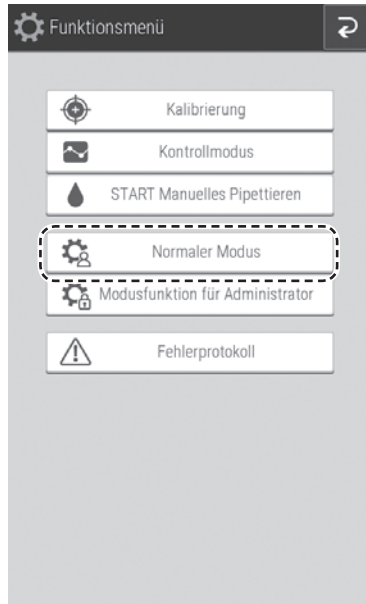 Funktionsmenü
Kalibrierung
Kontrollmodus
START Manuelles Pipettieren
Normaler Modus
Modusfunktion für Administrator
Fehlerprotokoll